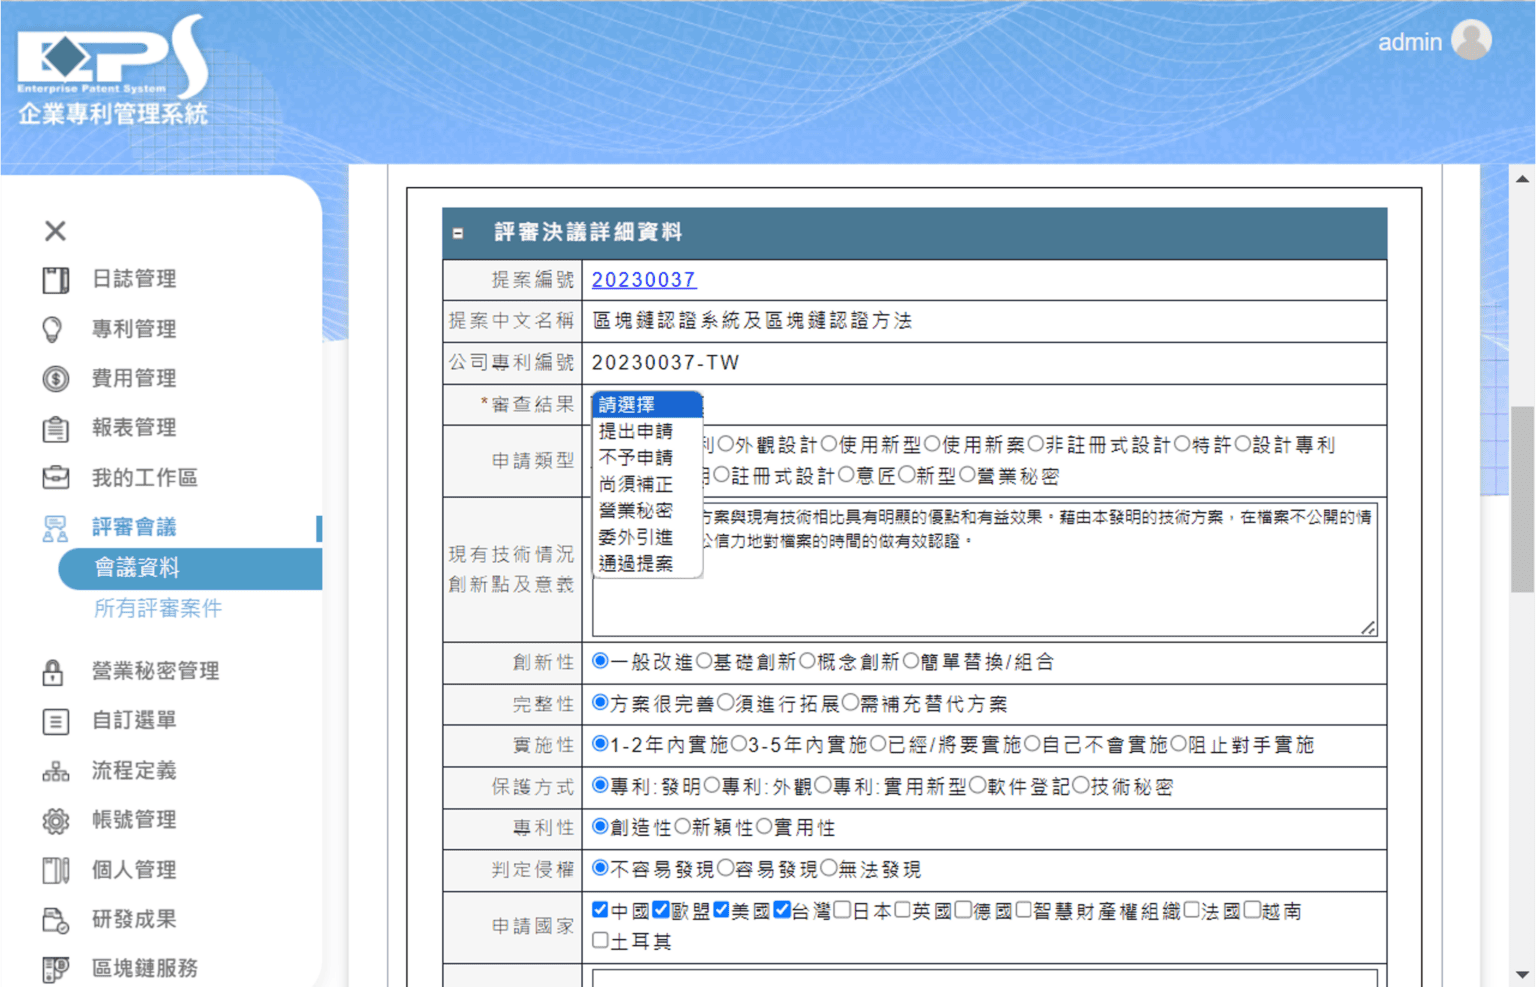 EPS
Enterprise Patent System
企業專利管理系統
admin
日誌管理
專利管理
費用管理
報表管理
我的工作區
評審會議
會議資料
所有評審案件
營業秘密管理
自訂選單
流程定義
帳號管理
個人管理
研發成果
區塊鏈服務
評審決議詳細資料
提案編號 20230037
提案中文名稱 區塊鏈認證系統及區塊鏈認證方法
公司專利編號 20230037-TW
*審查結果
請選擇
提出申請
不予申請
尚須補正
營業秘密
委外引進
通過提案
申請類型 利 外觀設計 使用新型 使用新案 非註冊式設計 特許 設計專利
註冊式設計 意匠 新型 營業秘密
現有技術情況
創新點及意義
方案與現有技術相比具有明顯的優點和有益效果。藉由本發明的技術方案，在檔案不公開的情
公信力地對檔案的時間的做有效認證。
創新性 一般改進 基礎創新 概念創新 簡單替換/組合
完整性 方案很完善 須進行拓展 需補充替代方案
實施性 1-2年內實施 3-5年內實施 已經/將要實施 自己不會實施 阻止對手實施
保護方式 專利:發明 專利:外觀 專利:實用新型 軟件登記 技術秘密
專利性 創造性 新穎性 實用性
判定侵權 不容易發現 容易發現 無法發現
申請國家 中國 歐盟 美國 台灣 日本 英國 德國 智慧財產權組織 法國 越南
土耳其